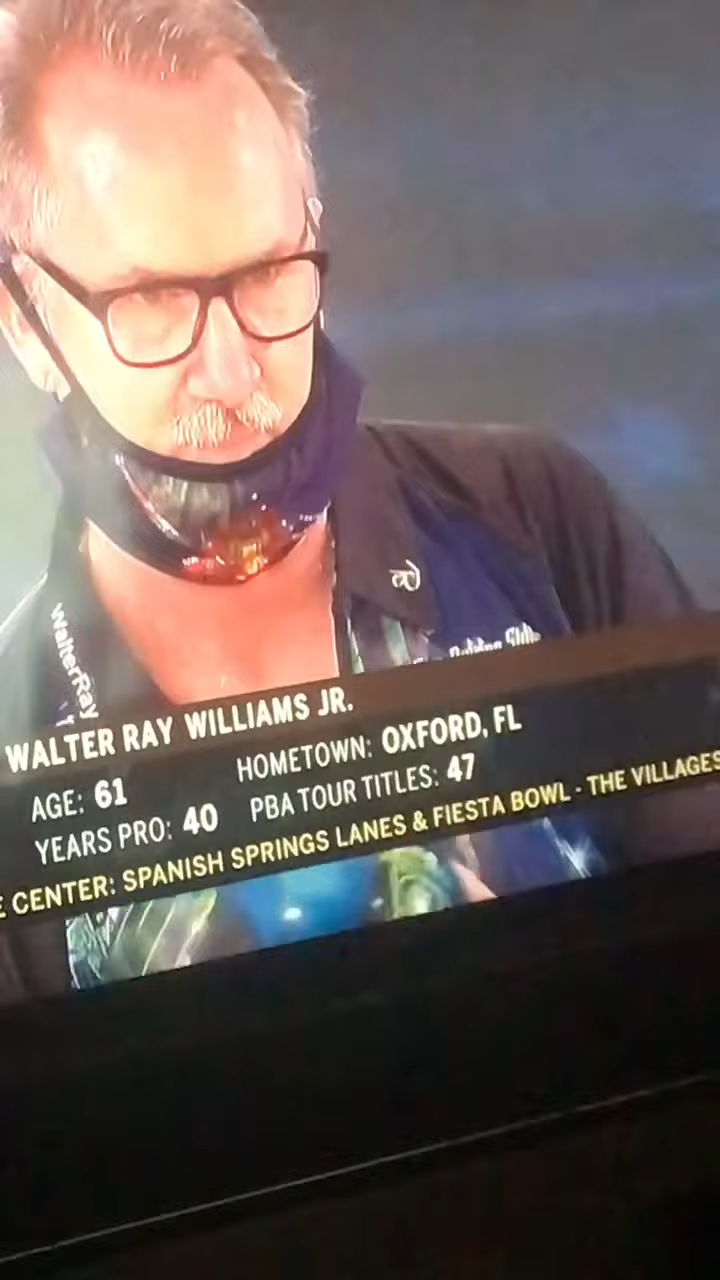 WalterRay
WALTER RAY WILLIAMS JR.
AGE: 61
HOMETOWN: OXFORD, FL
YEARS PRO: 40
PBA TOUR TITLES: 47
CENTER: SPANISH SPRINGS LANES & FIESTA BOWL - THE VILLAGES